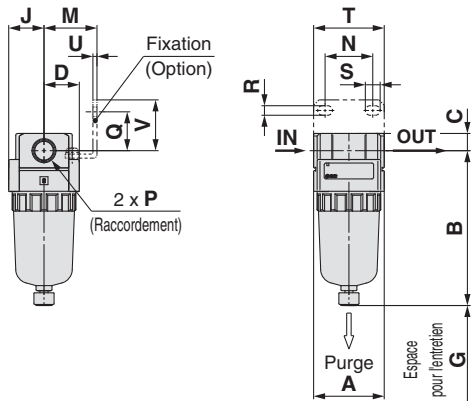 J
M
U
D
Fixation
(Option)
Q
V
2 x P
(Raccordement)
T
N
S
R
C
IN
OUT
B
Purge
A
Espace
pour l'entretien
G